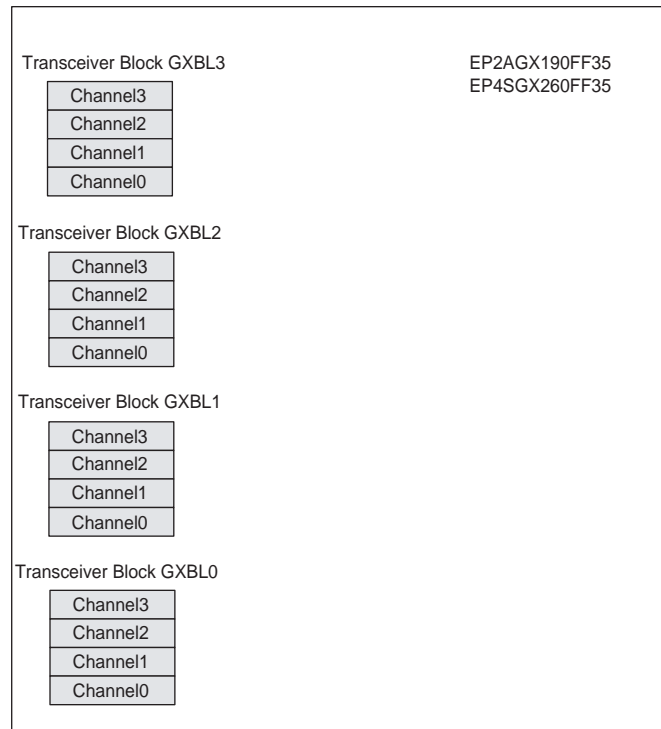 Transceiver Block GXBL3
EP2AGX190FF35
EP4SGX260FF35
Channel3
Channel2
Channel1
Channel0
Transceiver Block GXBL2
Channel3
Channel2
Channel1
Channel0
Transceiver Block GXBL1
Channel3
Channel2
Channel1
Channel0
Transceiver Block GXBL0
Channel3
Channel2
Channel1
Channel0